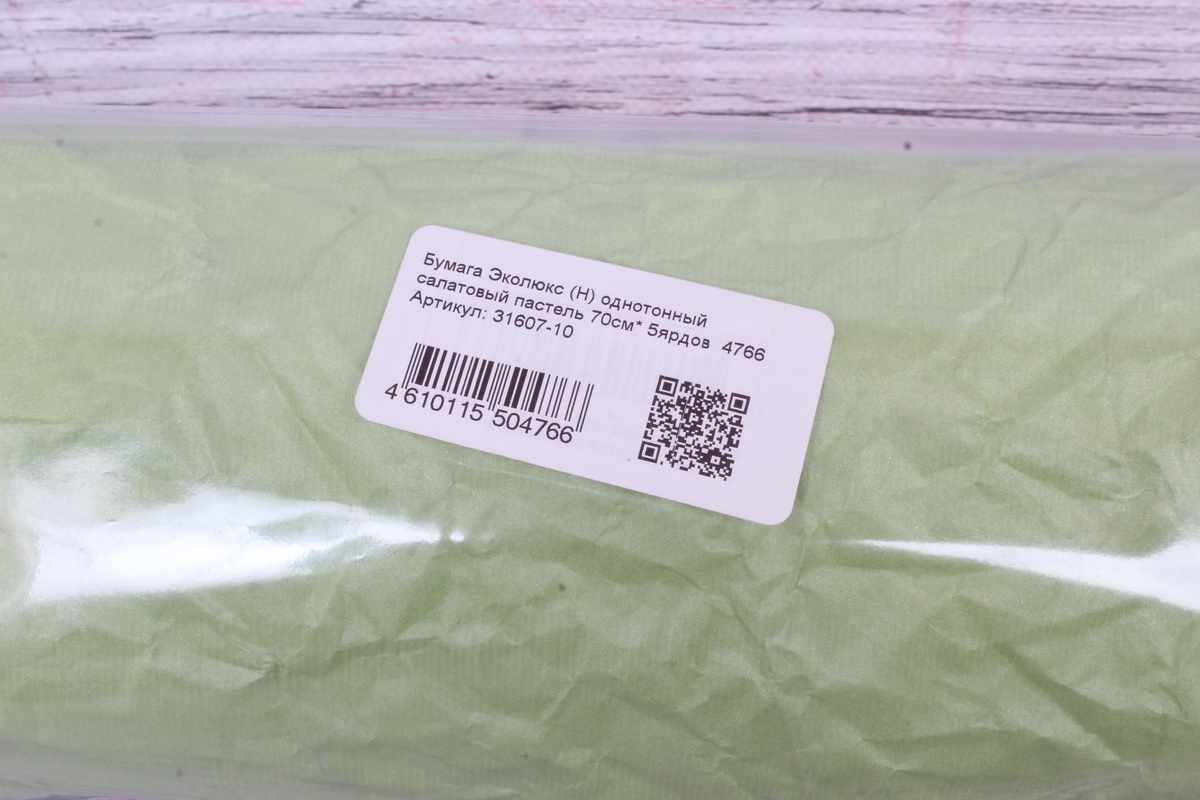 Бумага Эколюкс (Н) однотонный
салатовый пастель 70см* 5ярдов 4766
Артикул: 31607-10
4 610115 504766